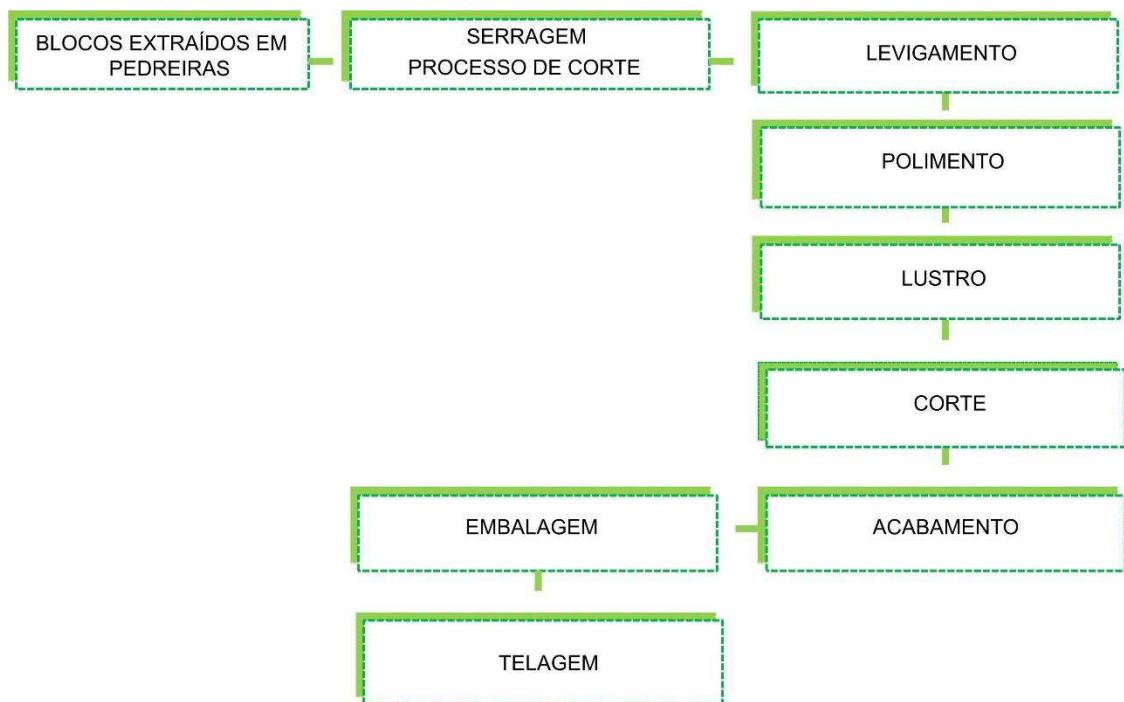 BLOCOS EXTRAÍDOS EM
PEDREIRAS
SERRAGEM
PROCESSO DE CORTE
LEVIGAMENTO
POLIMENTO
LUSTRO
CORTE
ACABAMENTO
EMBALAGEM
TELAGEM